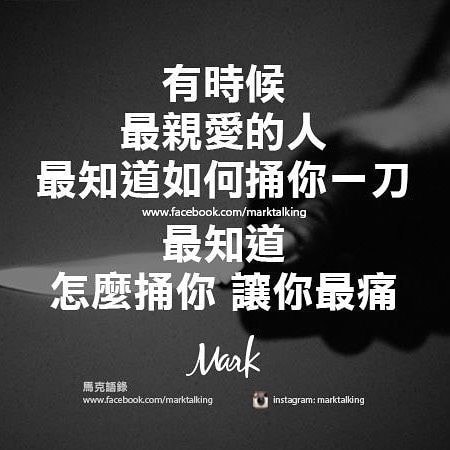 有時候
最親愛的人
最知道如何捅你一刀
www.facebook.com/marktalking
最知道
怎麼捅你 讓你最痛
Mark
馬克語錄
www.facebook.com/marktalking
instagram: marktalking